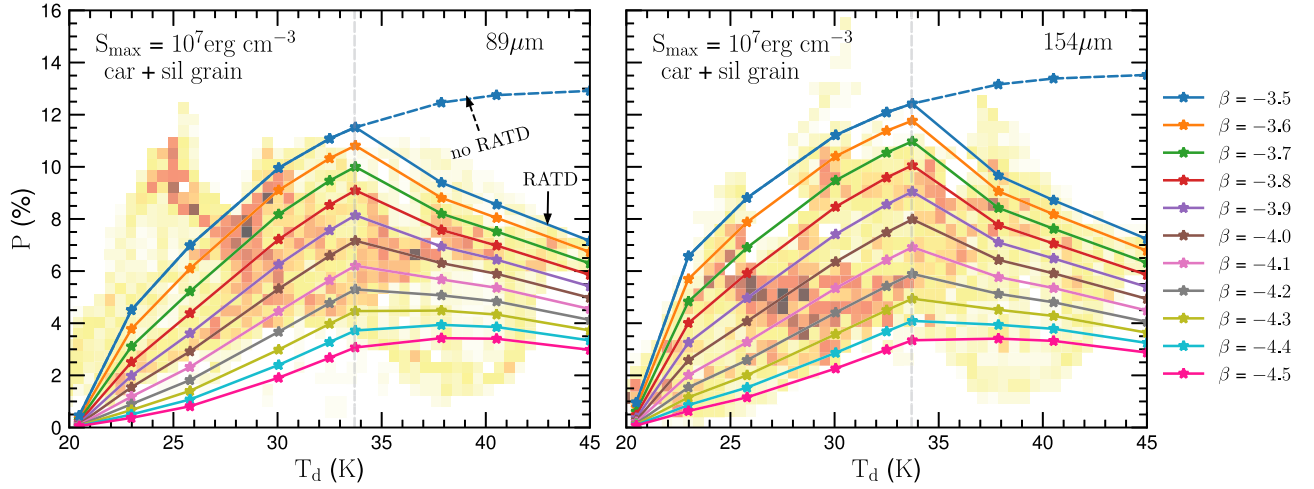 S_max = 10^7 erg cm^-3
car + sil grain
89μm
no RATD
RATD
P (%)
16
14
12
10
8
6
4
2
0
20 25 30 35 40 45
T_d (K)
S_max = 10^7 erg cm^-3
car + sil grain
154μm
20 25 30 35 40 45
T_d (K)
β = −3.5
β = −3.6
β = −3.7
β = −3.8
β = −3.9
β = −4.0
β = −4.1
β = −4.2
β = −4.3
β = −4.4
β = −4.5